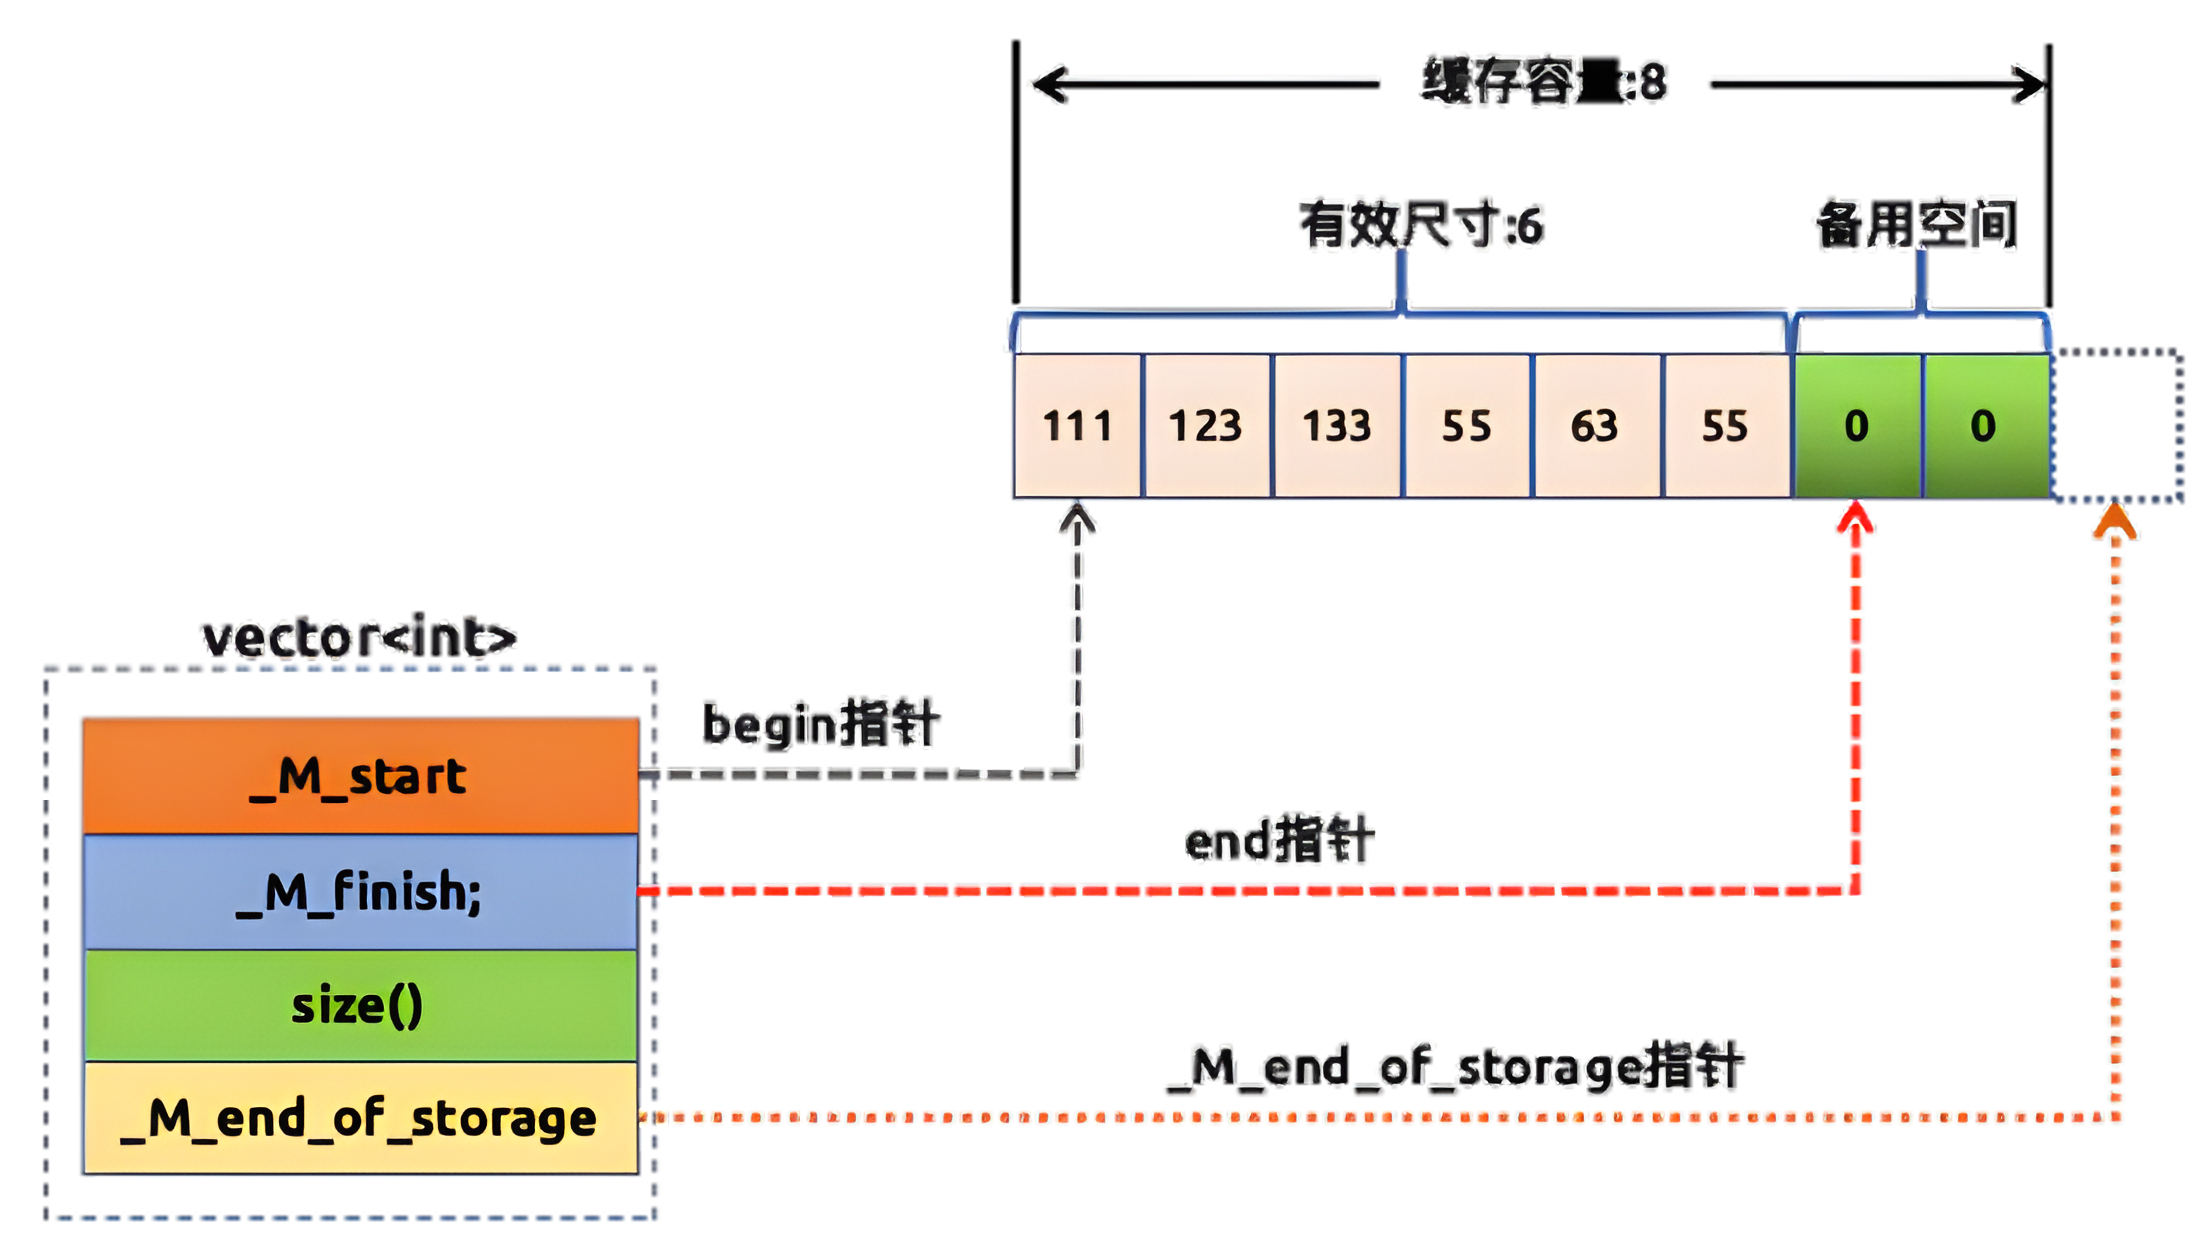 缓存容量:8
有效尺寸:6
备用空间
111 123 133 55 63 55 0 0
vector<int>
begin指针
_M_start
end指针
_M_finish;
size()
_M_end_of_storage指针
_M_end_of_storage